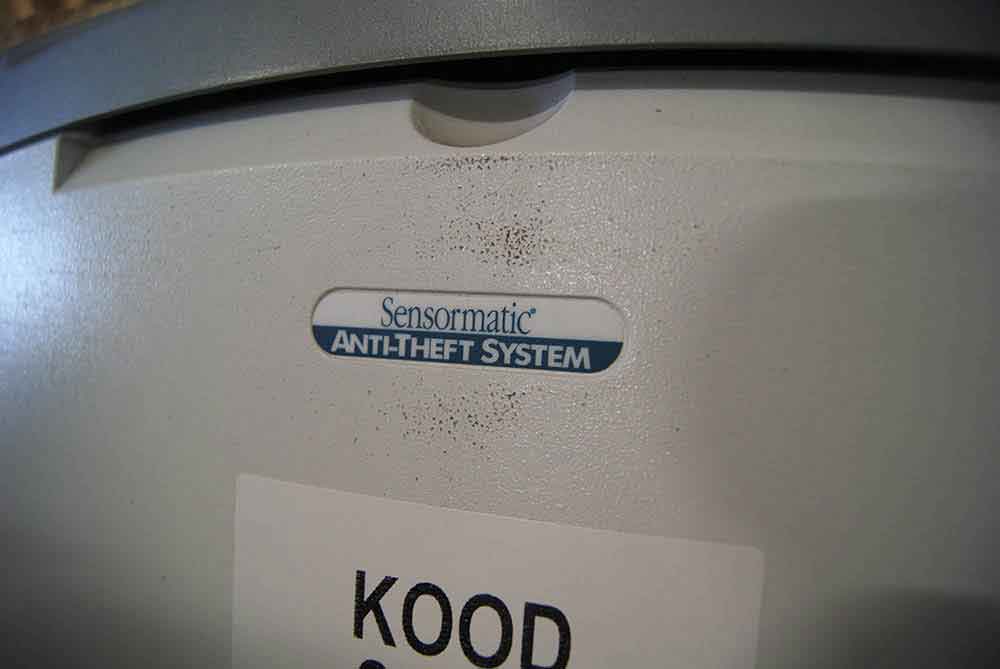 Sensormatic®
ANTI-THEFT SYSTEM
KOOD